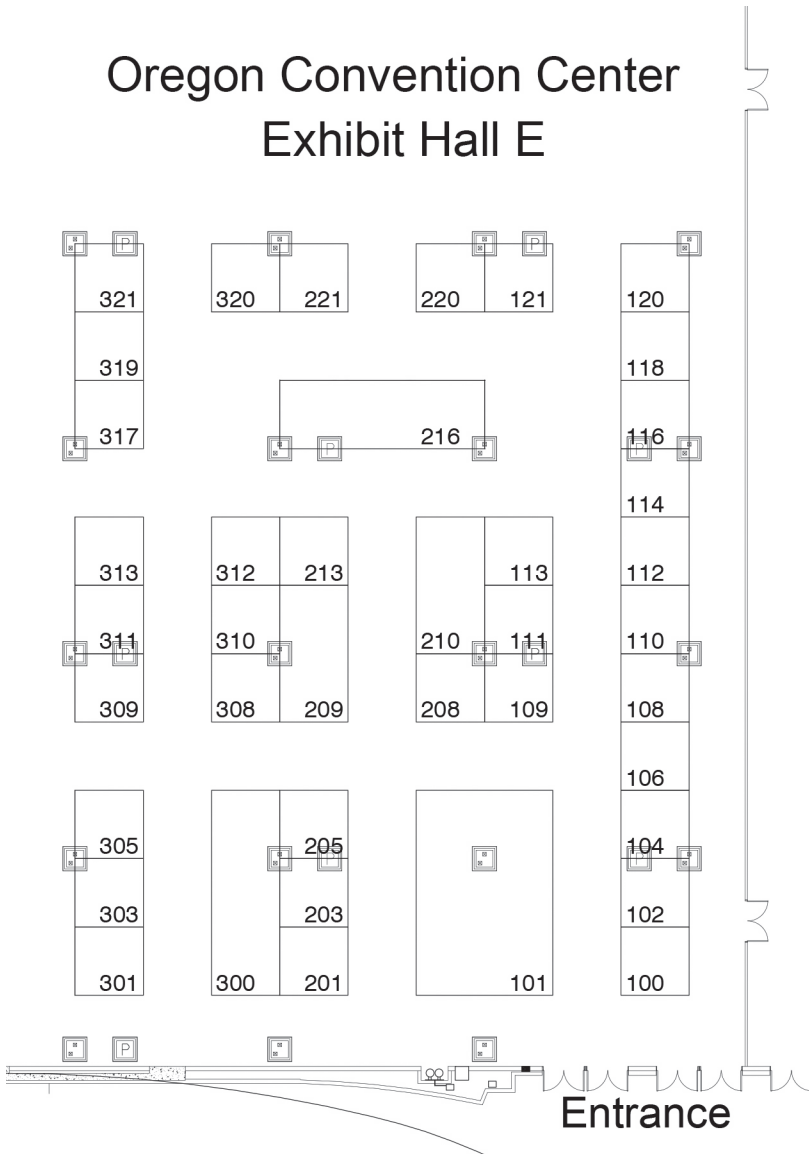 Oregon Convention Center
Exhibit Hall E
P P
321 320 221 220 121 120
319 118
317 216 116
P P
114
313 312 213 113 112
311 310 210 111 110
P P
309 308 209 208 109 108
106
305 205 104
P P
303 203 102
301 300 201 101 100
P
Entrance